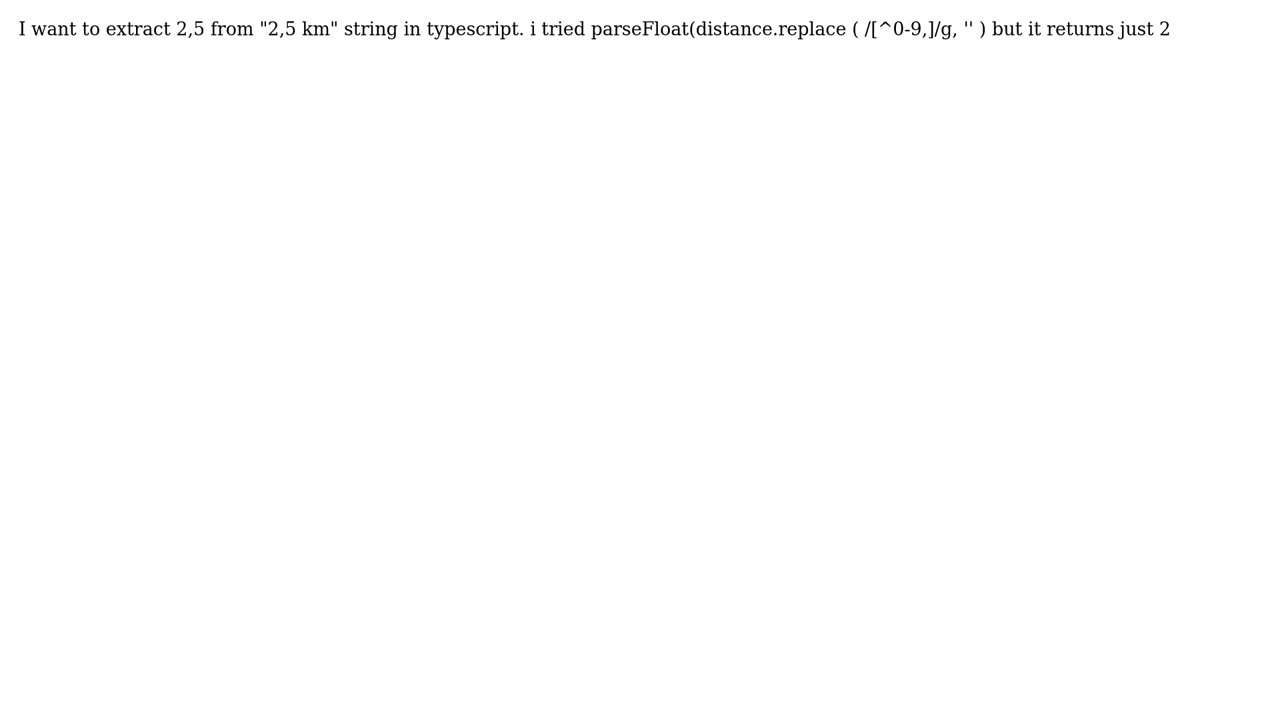 I want to extract 2,5 from "2,5 km" string in typescript. i tried parseFloat(distance.replace ( /[^0-9,]/g, '' ) but it returns just 2